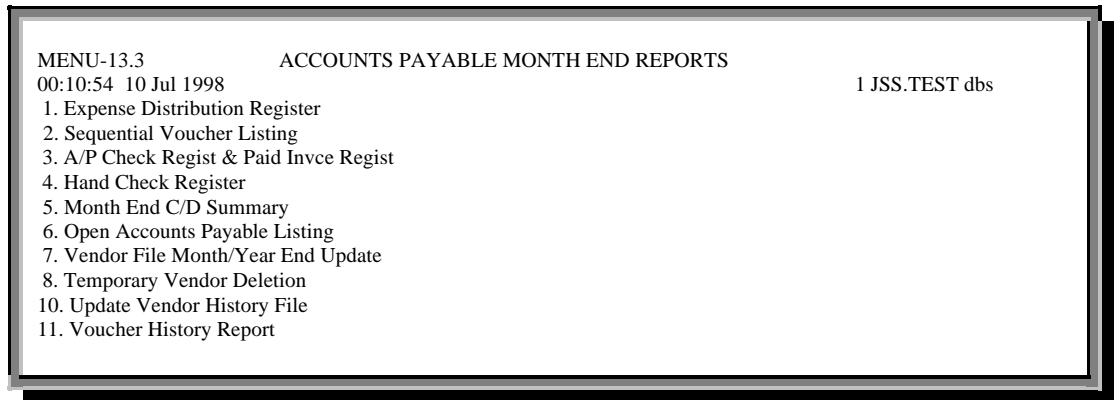 MENU-13.3 ACCOUNTS PAYABLE MONTH END REPORTS
00:10:54 10 Jul 1998 1 JSS.TEST dbs
1. Expense Distribution Register
2. Sequential Voucher Listing
3. A/P Check Regist & Paid Invce Regist
4. Hand Check Register
5. Month End C/D Summary
6. Open Accounts Payable Listing
7. Vendor File Month/Year End Update
8. Temporary Vendor Deletion
10. Update Vendor History File
11. Voucher History Report